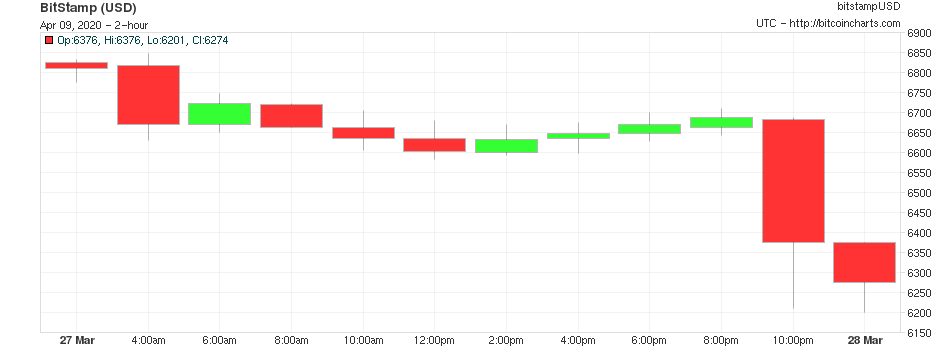 BitStamp (USD)
bitstampUSD
Apr 09, 2020 - 2-hour
UTC - http://bitcoincharts.com
Op:6376, Hi:6376, Lo:6201, Cl:6274
6900
6850
6800
6750
6700
6650
6600
6550
6500
6450
6400
6350
6300
6250
6200
6150
27 Mar 4:00am 6:00am 8:00am 10:00am 12:00pm 2:00pm 4:00pm 6:00pm 8:00pm 10:00pm 28 Mar